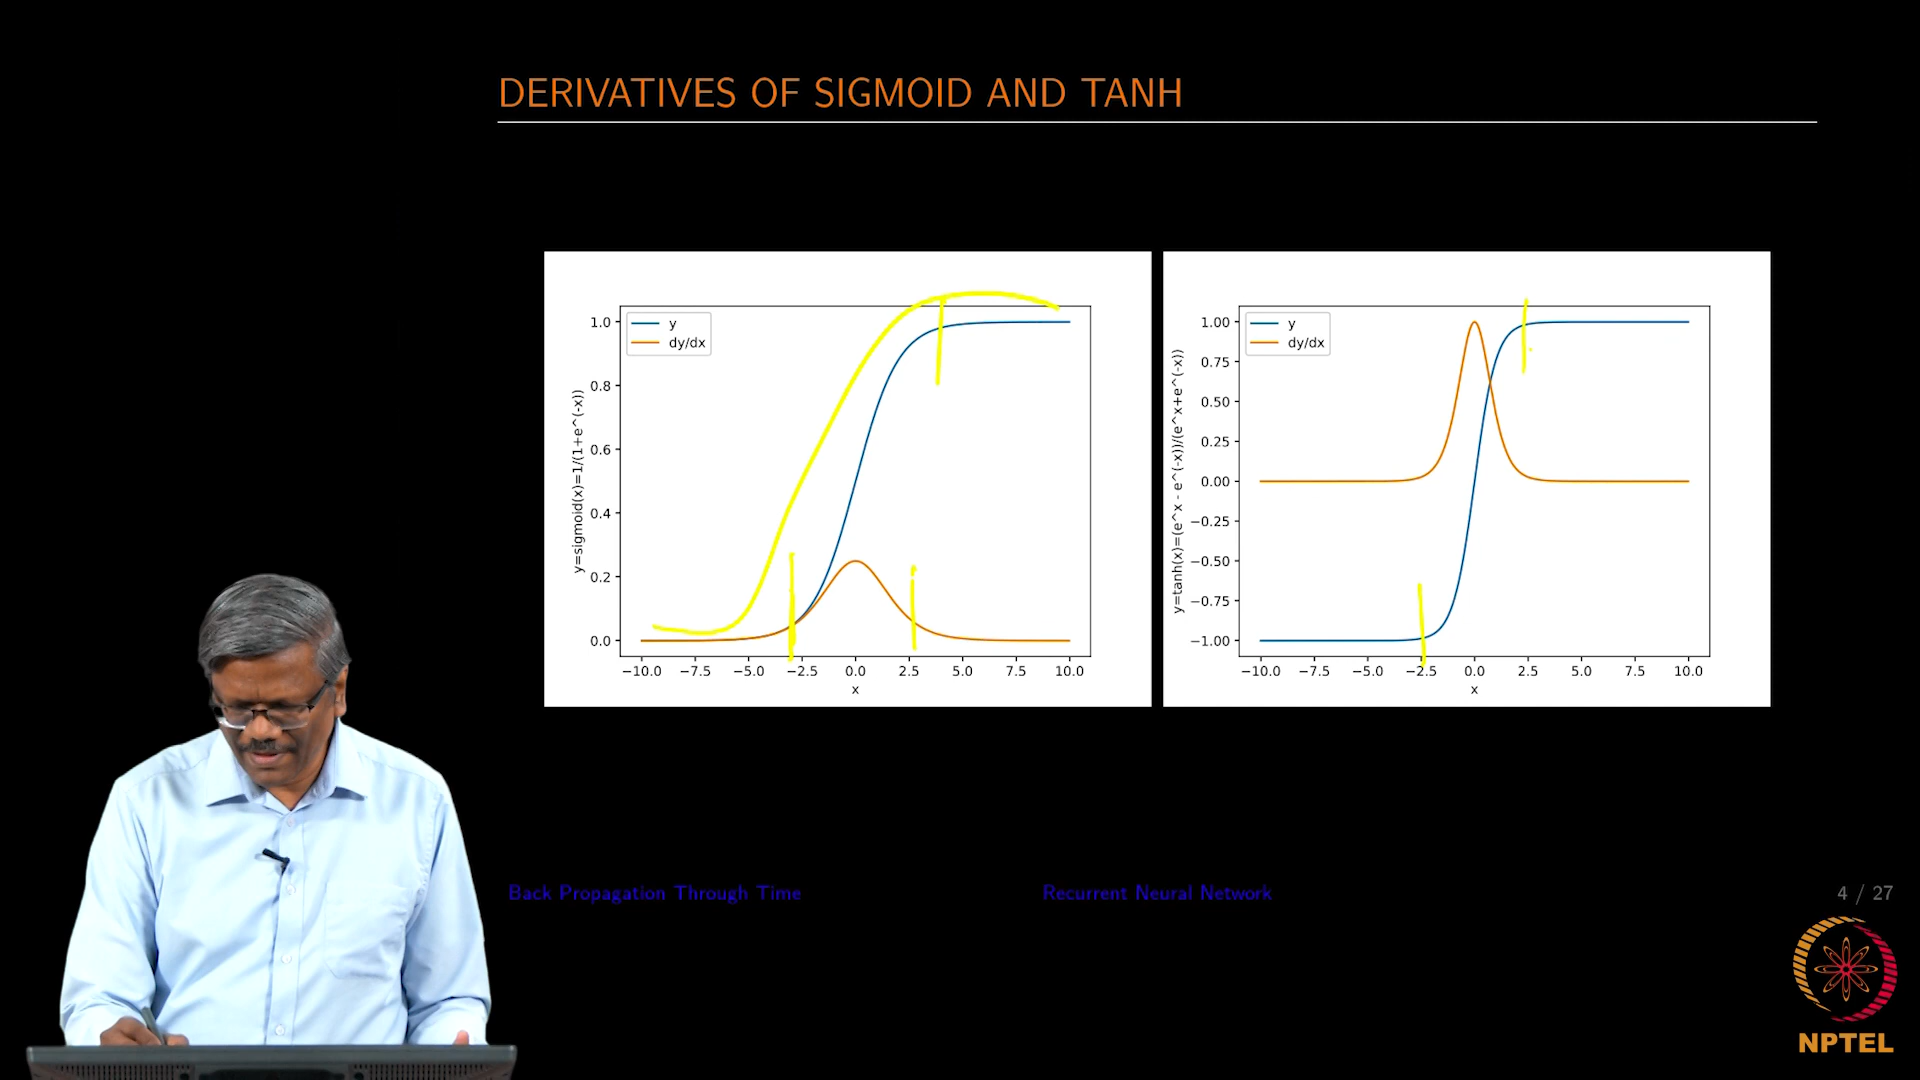 DERIVATIVES OF SIGMOID AND TANH
y
dy/dx
1.0
0.8
0.6
0.4
0.2
0.0
y=sigmoid(x)=1/(1+e^(-x))
−10.0 −7.5 −5.0 −2.5 0.0 2.5 5.0 7.5 10.0
x
y
dy/dx
1.00
0.75
0.50
0.25
0.00
−0.25
−0.50
−0.75
−1.00
y=tanh(x)=(e^x - e^(-x))/(e^x+e^(-x))
−10.0 −7.5 −5.0 −2.5 0.0 2.5 5.0 7.5 10.0
x
Back Propagation Through Time Recurrent Neural Network 4 / 27
NPTEL